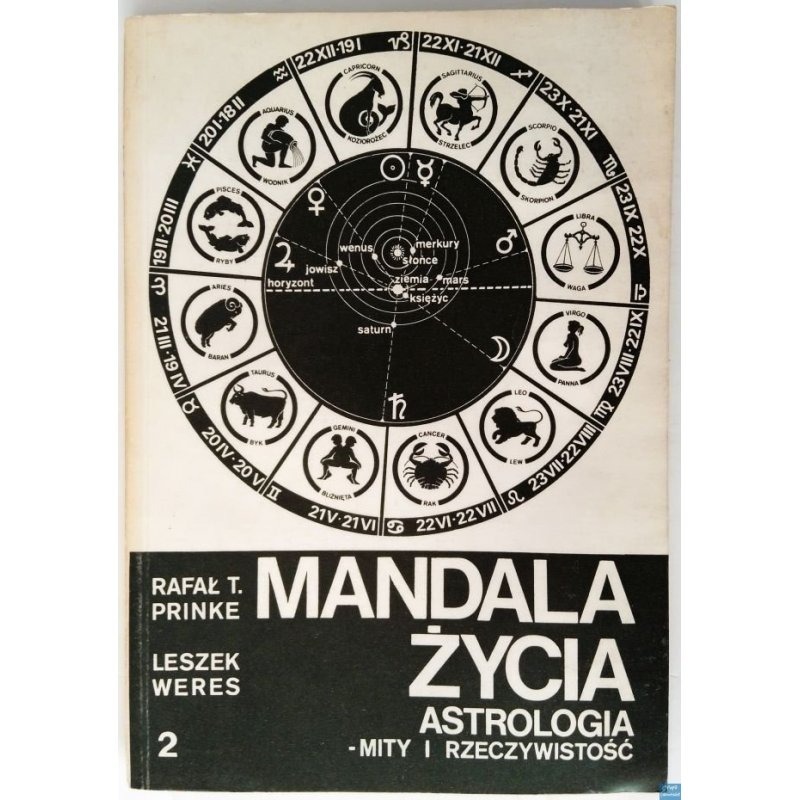 22XII·19I
22XI·21XII
23X·21XI
23IX 22X
23VIII·22IX
23VII·22VIII
22VI·22VII
21V·21VI
20IV·20V
21III·19IV
19II·20III
20I·18II
CAPRICORN
KOZIOROŻEC
SAGITTARIUS
STRZELEC
SCORPIO
SKORPION
LIBRA
WAGA
VIRGO
PANNA
LEO
LEW
CANCER
RAK
GEMINI
BLIŹNIĘTA
TAURUS
BYK
ARIES
BARAN
PISCES
RYBY
AQUARIUS
WODNIK
wenus
merkury
słońce
jowisz
ziemia
mars
horyzont
księżyc
saturn
RAFAŁ T.
PRINKE
LESZEK
WERES
2
MANDALA
ŻYCIA
ASTROLOGIA
-MITY I RZECZYWISTOŚĆ